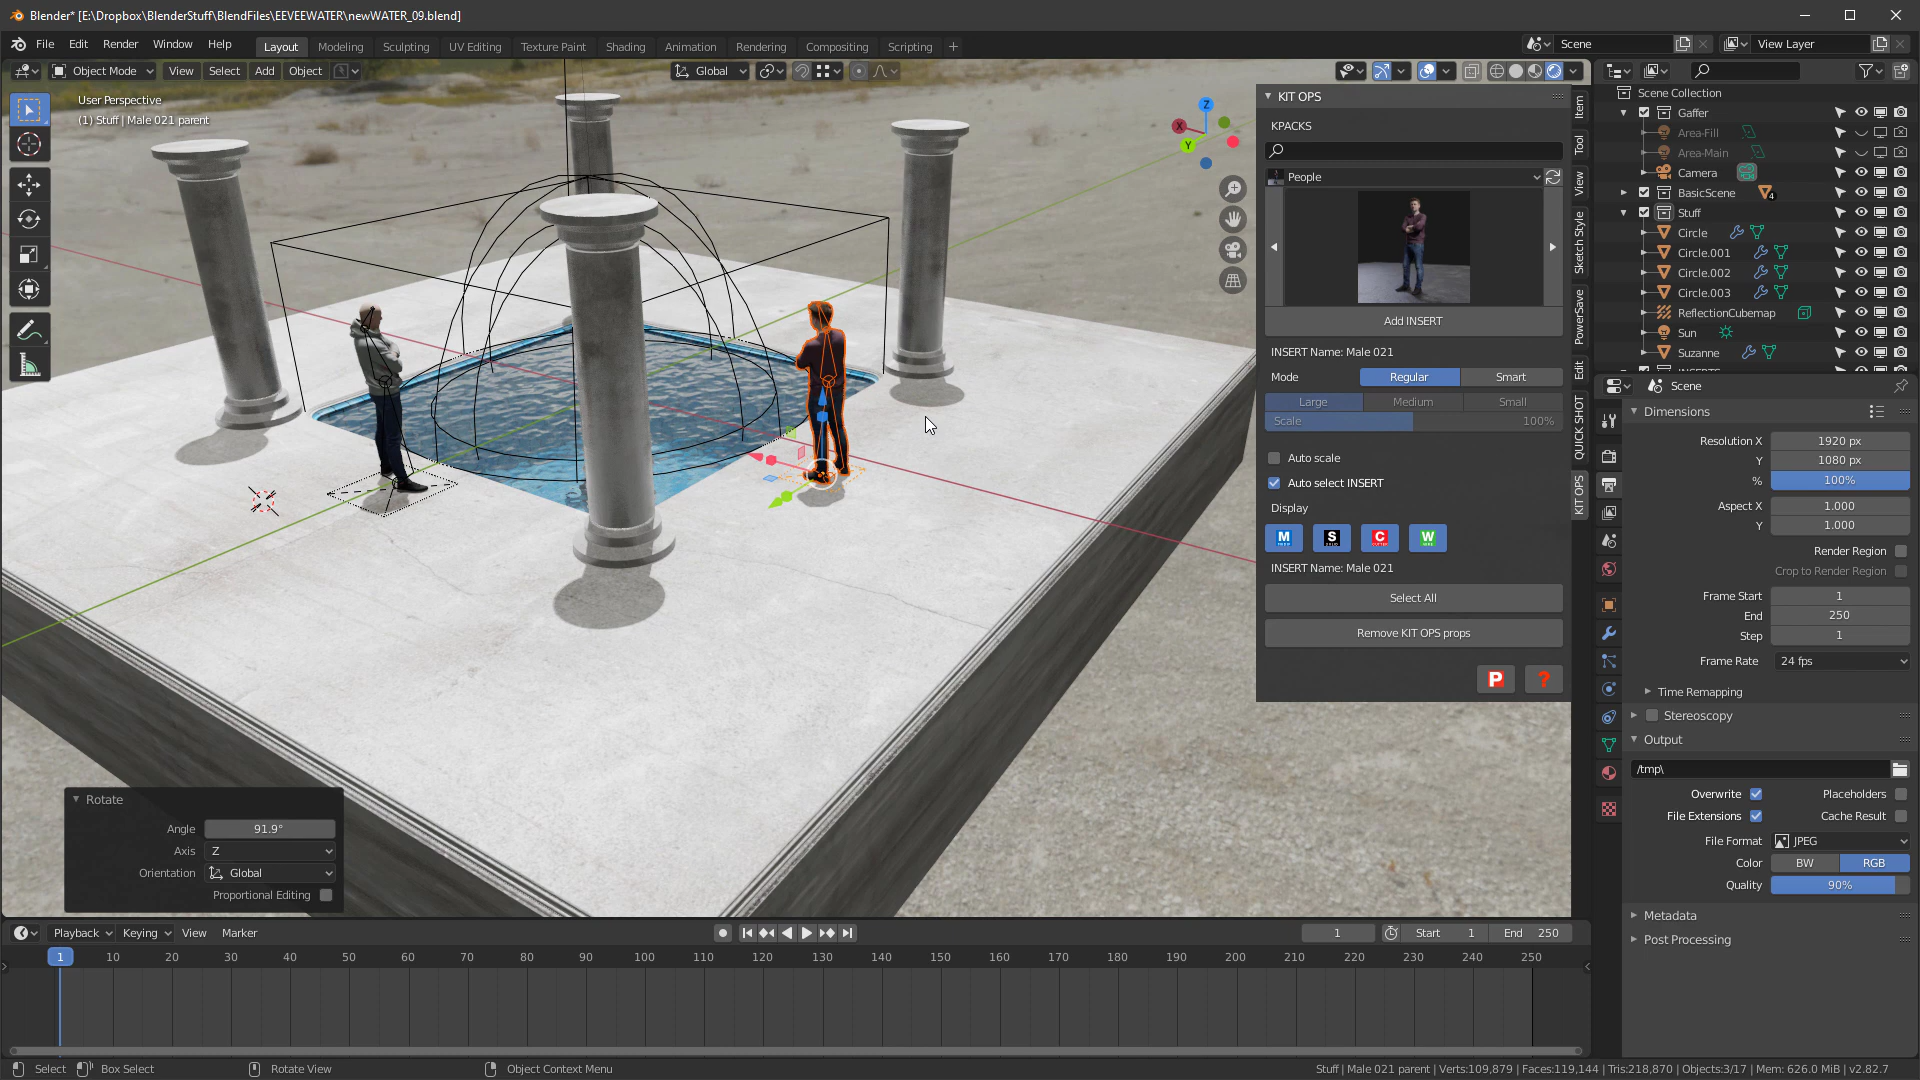 Blender* [E:\Dropbox\BlenderStuff\BlendFiles\EEVEEWATER\newWATER_09.blend]
File Edit Render Window Help Layout Modeling Sculpting UV Editing Texture Paint Shading Animation Rendering Compositing Scripting + Scene View Layer
Object Mode View Select Add Object Global
User Perspective
(1) Stuff | Male 021 parent
Z
X
Y
KIT OPS
KPACKS
People
Add INSERT
INSERT Name: Male 021
Mode Regular Smart
Large Medium Small
Scale 100%
Auto scale
Auto select INSERT
Display
M S C W
INSERT Name: Male 021
Select All
Remove KIT OPS props
P ?
Item
Tool
View
Sketch Style
PowerSave
Edit
QUICK SHOT
KIT OPS
Scene Collection
Gaffer
Area-Fill
Area-Main
Camera
BasicScene 4
Stuff
Circle
Circle.001
Circle.002
Circle.003
ReflectionCubemap
Sun
Suzanne
Scene
Dimensions
Resolution X 1920 px
Y 1080 px
% 100%
Aspect X 1.000
Y 1.000
Render Region
Crop to Render Region
Frame Start 1
End 250
Step 1
Frame Rate 24 fps
Time Remapping
Stereoscopy
Output
/tmp\
Overwrite Placeholders
File Extensions Cache Result
File Format JPEG
Color BW RGB
Quality 90%
Metadata
Post Processing
Rotate
Angle 91.9°
Axis Z
Orientation Global
Proportional Editing
Playback Keying View Marker 1 Start 1 End 250
1 10 20 30 40 50 60 70 80 90 100 110 120 130 140 150 160 170 180 190 200 210 220 230 240 250
Select Box Select Rotate View Object Context Menu Stuff | Male 021 parent | Verts:109,879 | Faces:119,144 | Tris:218,870 | Objects:3/17 | Mem: 626.0 MiB | v2.82.7